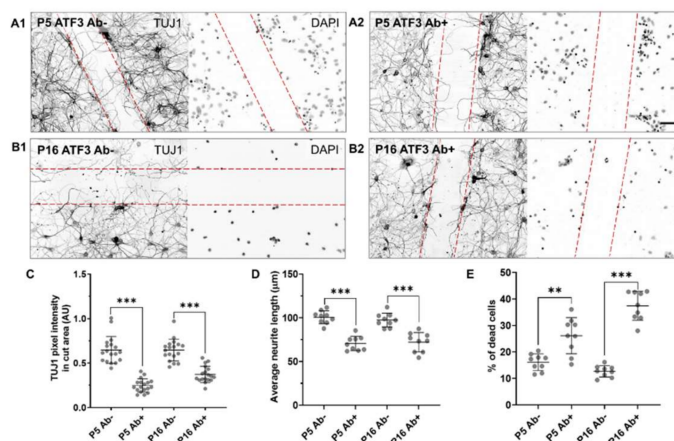 A1 P5 ATF3 Ab- TUJ1 DAPI
A2 P5 ATF3 Ab+
B1 P16 ATF3 Ab- TUJ1 DAPI
B2 P16 ATF3 Ab+
C
TUJ1 pixel intensity
in cut area (AU)
1.5
1.0
0.5
0.0
***
***
P5 Ab-
P5 Ab+
P16 Ab-
P16 Ab+
D
Average neurite length (µm)
150
100
50
0
***
***
P5 Ab-
P5 Ab+
P16 Ab-
P16 Ab+
E
% of dead cells
50
40
30
20
10
0
**
***
P5 Ab-
P5 Ab+
P16 Ab-
P16 Ab+